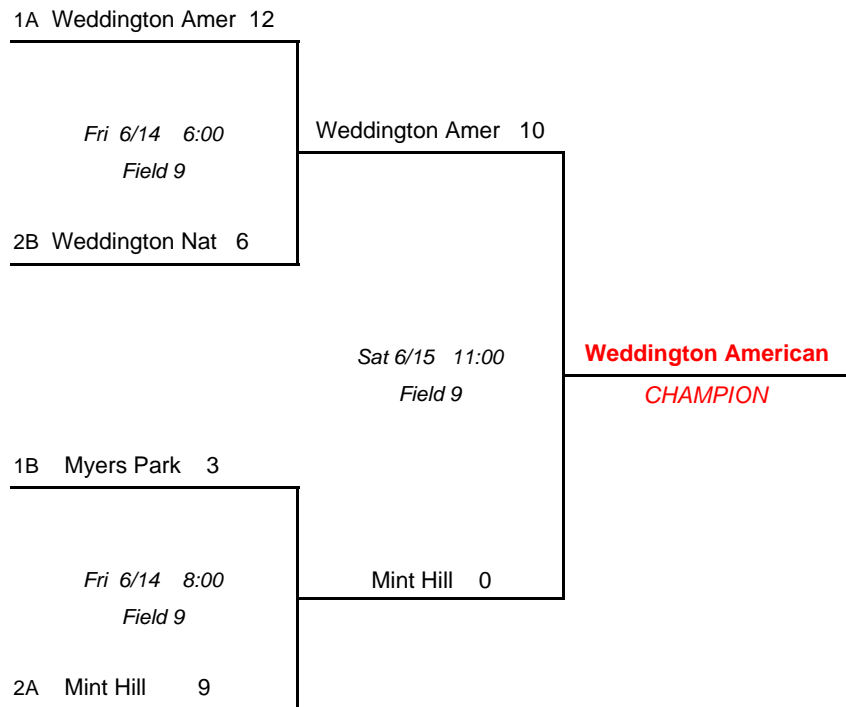 1A Weddington Amer 12
Fri 6/14 6:00
Field 9
2B Weddington Nat 6
Weddington Amer 10
Sat 6/15 11:00
Field 9
Weddington American
CHAMPION
1B Myers Park 3
Fri 6/14 8:00
Field 9
2A Mint Hill 9
Mint Hill 0